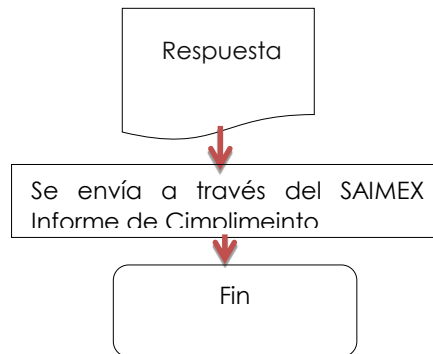 Respuesta
Se envía a través del SAIMEX
Informe de Cimplimeinto
Fin